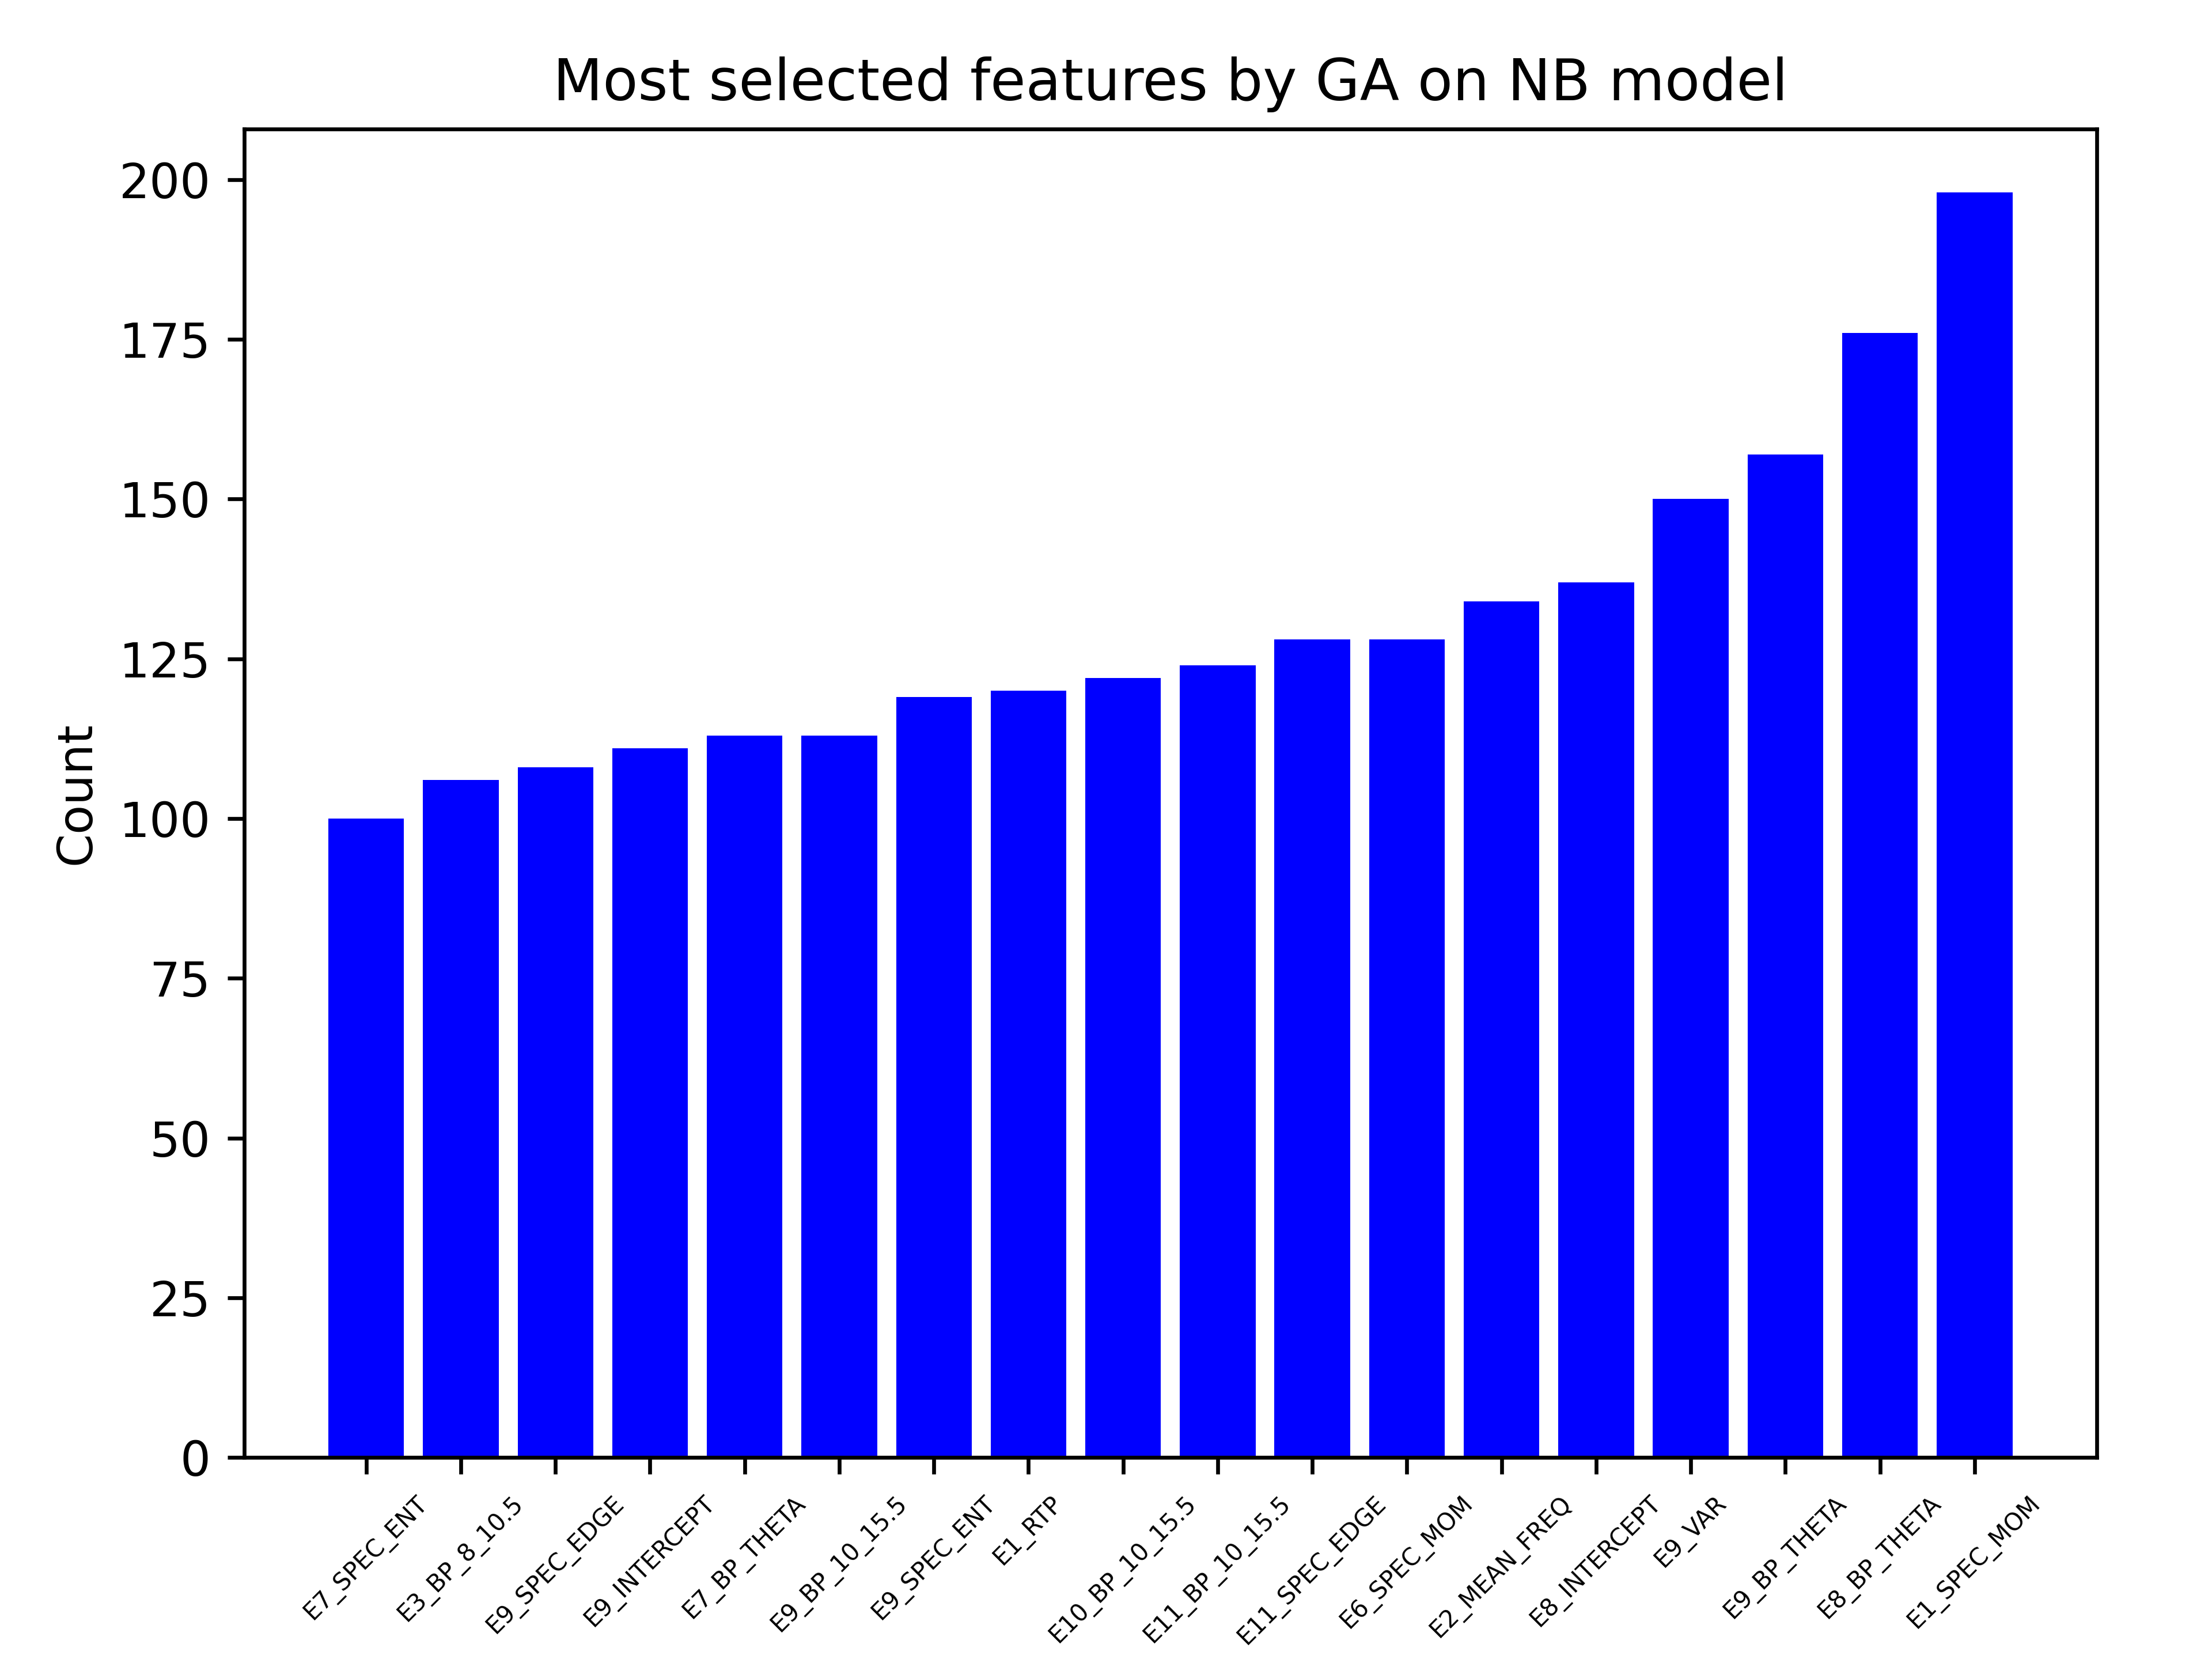 Most selected features by GA on NB model
Count
200
175
150
125
100
75
50
25
0
E7_SPEC_ENT
E3_BP_8_10.5
E9_SPEC_EDGE
E9_INTERCEPT
E7_BP_THETA
E9_BP_10_15.5
E9_SPEC_ENT
E1_RTP
E10_BP_10_15.5
E11_BP_10_15.5
E11_SPEC_EDGE
E6_SPEC_MOM
E2_MEAN_FREQ
E8_INTERCEPT
E9_VAR
E9_BP_THETA
E8_BP_THETA
E1_SPEC_MOM